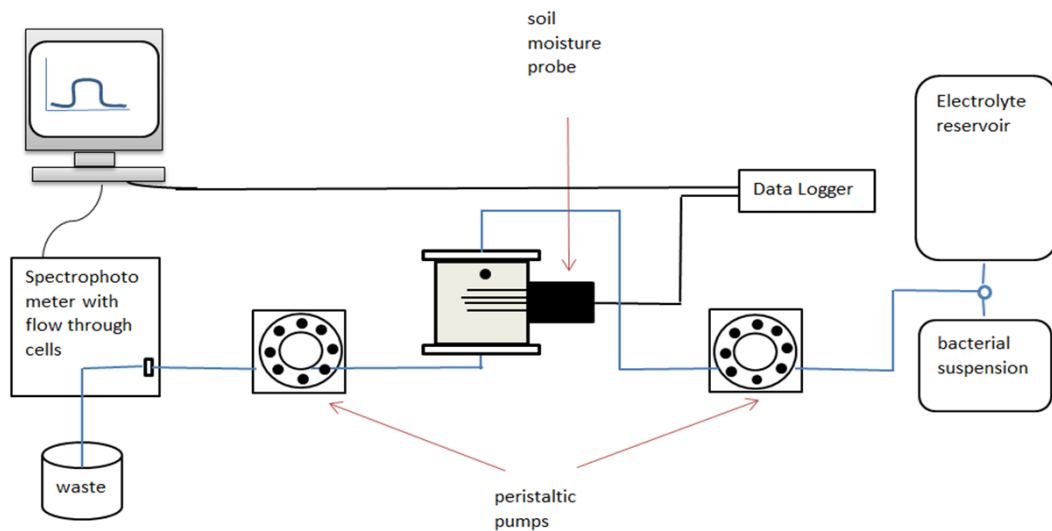 soil
moisture
probe
Electrolyte
reservoir
Data Logger
Spectrophoto
meter with
flow through
cells
bacterial
suspension
waste
peristaltic
pumps